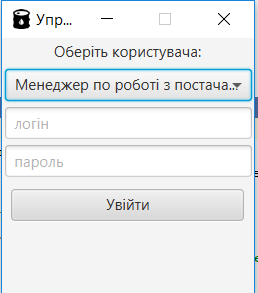 Упр...
Оберіть користувача:
Менеджер по роботі з постача...
логін
пароль
Увійти